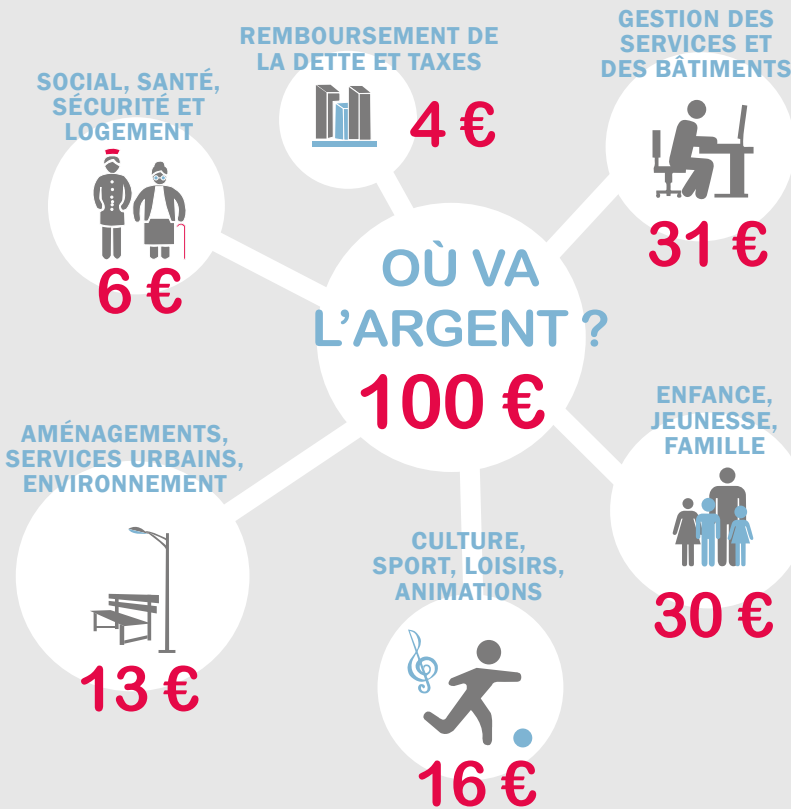 REMBOURSEMENT DE
LA DETTE ET TAXES
4 €
GESTION DES
SERVICES ET
DES BÂTIMENTS
31 €
SOCIAL, SANTÉ,
SÉCURITÉ ET
LOGEMENT
6 €
OÙ VA
L’ARGENT ?
100 €
ENFANCE,
JEUNESSE,
FAMILLE
30 €
AMÉNAGEMENTS,
SERVICES URBAINS,
ENVIRONNEMENT
13 €
CULTURE,
SPORT, LOISIRS,
ANIMATIONS
16 €